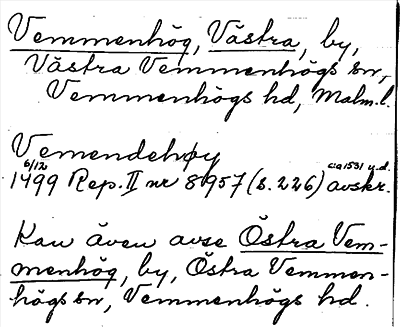 Vemmenhög, Västra, by,
Västra Vemmenhögs sn,
Vemmenhögs hd, Malm.l.
Vemendehøy
6/12 ca 1531 u.d.
1499 Rep. II nr 8957 (s. 226) avskr.
Kan även avse Östra Vem-
menhög, by, Östra Vemmen-
högs sn, Vemmenhögs hd.